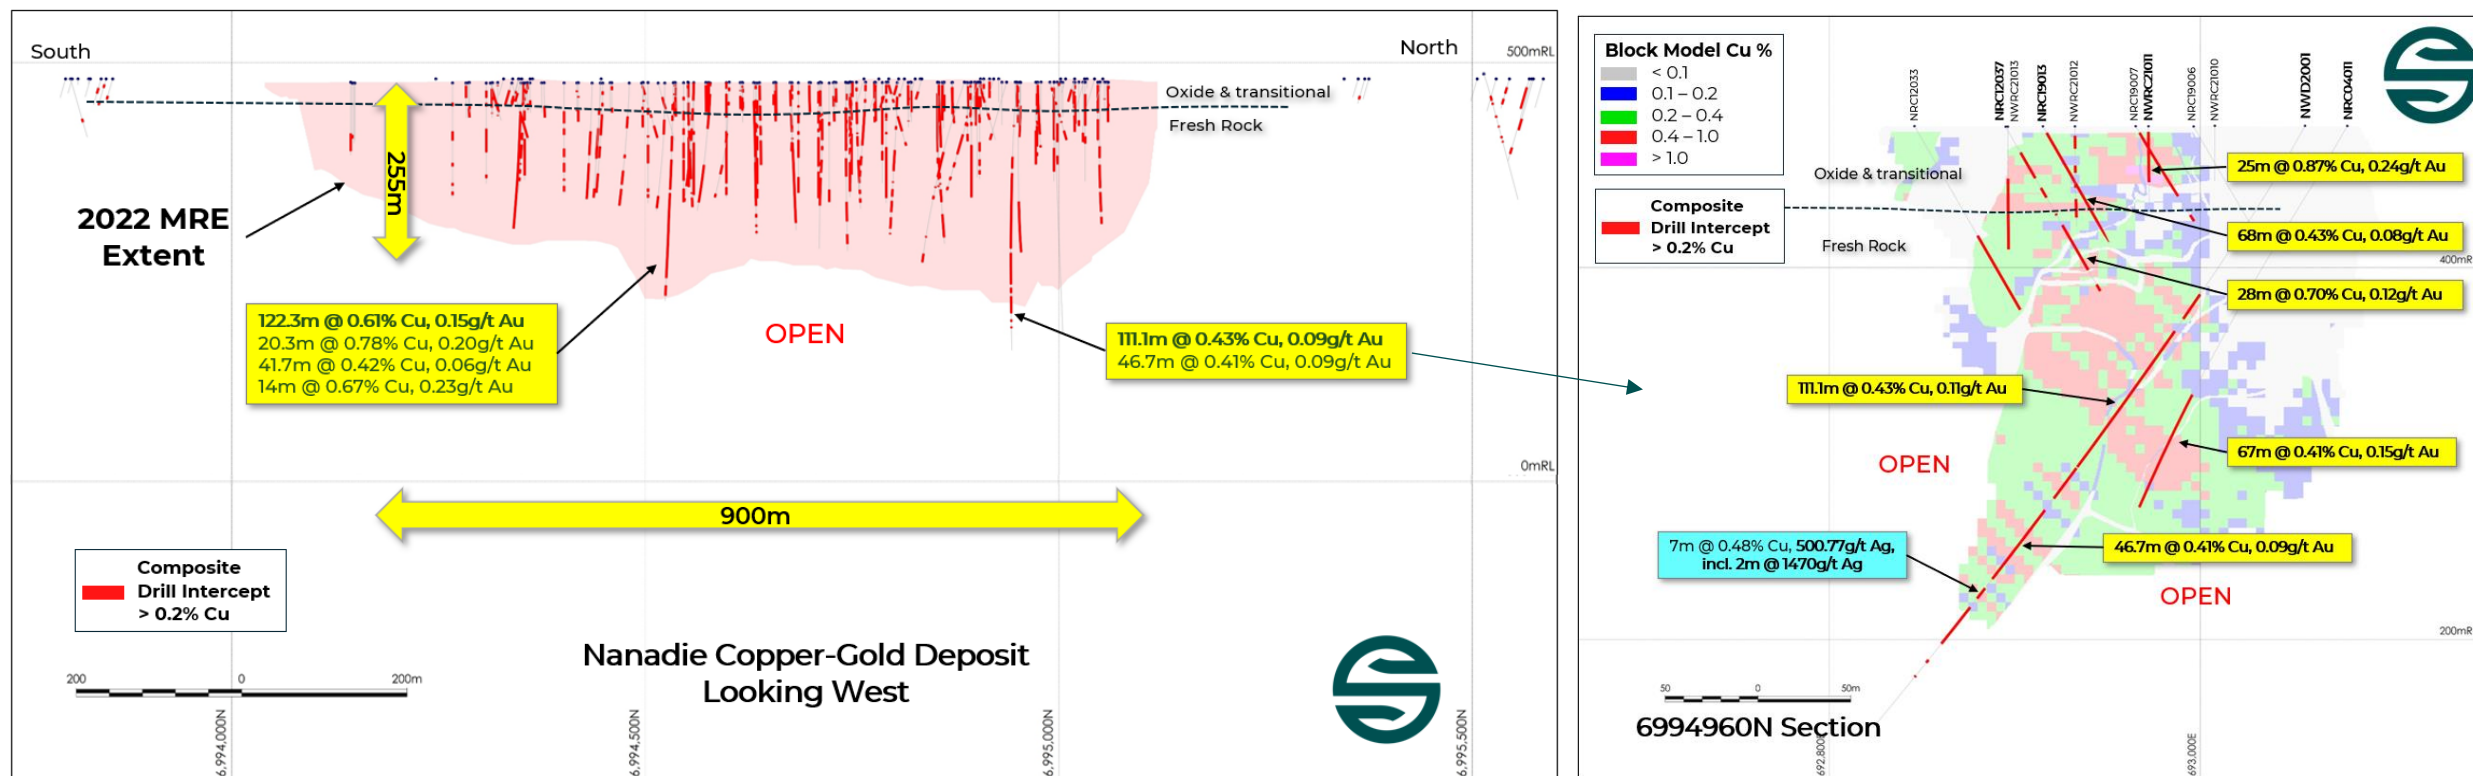 South
North
500mRL
Oxide & transitional
Fresh Rock
255m
2022 MRE
Extent
122.3m @ 0.61% Cu, 0.15g/t Au
20.3m @ 0.78% Cu, 0.20g/t Au
41.7m @ 0.42% Cu, 0.06g/t Au
14m @ 0.67% Cu, 0.23g/t Au
OPEN
111.1m @ 0.43% Cu, 0.09g/t Au
46.7m @ 0.41% Cu, 0.09g/t Au
0mRL
900m
Composite
Drill Intercept
> 0.2% Cu
Nanadie Copper-Gold Deposit
Looking West
200 0 200m
6,994,000N
6,994,500N
6,995,000N
6,995,500N
Block Model Cu %
< 0.1
0.1 – 0.2
0.2 – 0.4
0.4 – 1.0
> 1.0
Composite
Drill Intercept
> 0.2% Cu
NRC12033
NRC12037
NWRC21013
NRC19013
NWRC21012
NRC19007
NWRC21011
NRC19006
NWRC21010
NWD2001
NRC04011
Oxide & transitional
Fresh Rock
25m @ 0.87% Cu, 0.24g/t Au
68m @ 0.43% Cu, 0.08g/t Au
400mR
28m @ 0.70% Cu, 0.12g/t Au
111.1m @ 0.43% Cu, 0.11g/t Au
OPEN
67m @ 0.41% Cu, 0.15g/t Au
7m @ 0.48% Cu, 500.77g/t Ag,
incl. 2m @ 1470g/t Ag
46.7m @ 0.41% Cu, 0.09g/t Au
OPEN
200mR
50 0 50m
6994960N Section
692,800E
693,000E